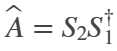 Â = S₂S₁†